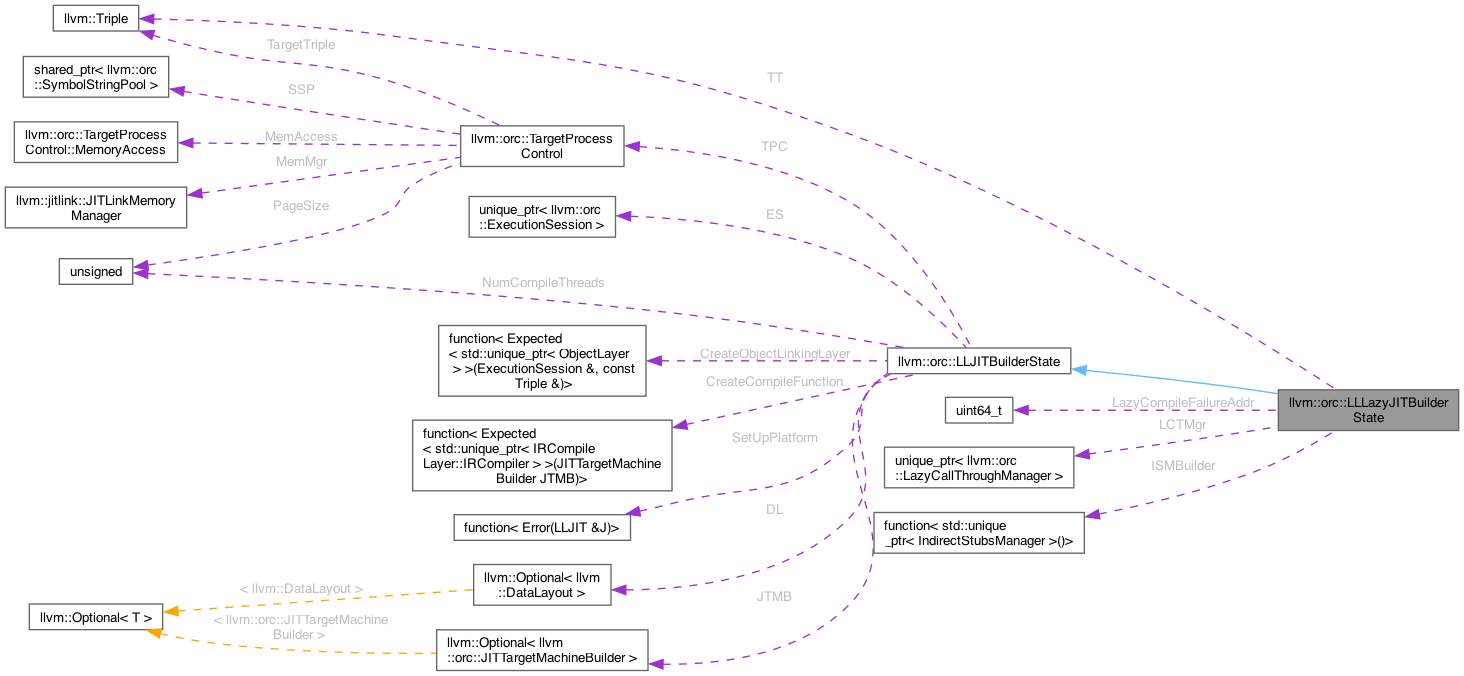 llvm::Triple
TargetTriple
shared_ptr< llvm::orc
::SymbolStringPool >
TT
SSP
llvm::orc::TargetProcess
Control::MemoryAccess
MemAccess
llvm::orc::TargetProcess
Control
TPC
MemMgr
llvm::jitlink::JITLinkMemory
Manager
PageSize
unique_ptr< llvm::orc
::ExecutionSession >
ES
unsigned
NumCompileThreads
function< Expected
< std::unique_ptr< ObjectLayer
> >(ExecutionSession &, const
Triple &)>
CreateObjectLinkingLayer
llvm::orc::LLJITBuilderState
CreateCompileFunction
uint64_t
LazyCompileFailureAddr
llvm::orc::LLLazyJITBuilder
State
LCTMgr
function< Expected
< std::unique_ptr< IRCompile
Layer::IRCompiler > >(JITTargetMachine
Builder JTMB)>
SetUpPlatform
unique_ptr< llvm::orc
::LazyCallThroughManager >
ISMBuilder
function< Error(LLJIT &J)>
DL
function< std::unique
_ptr< IndirectStubsManager >()>
llvm::Optional< llvm
::DataLayout >
< llvm::DataLayout >
JTMB
llvm::Optional< T >
< llvm::orc::JITTargetMachine
Builder >
llvm::Optional< llvm
::orc::JITTargetMachineBuilder >